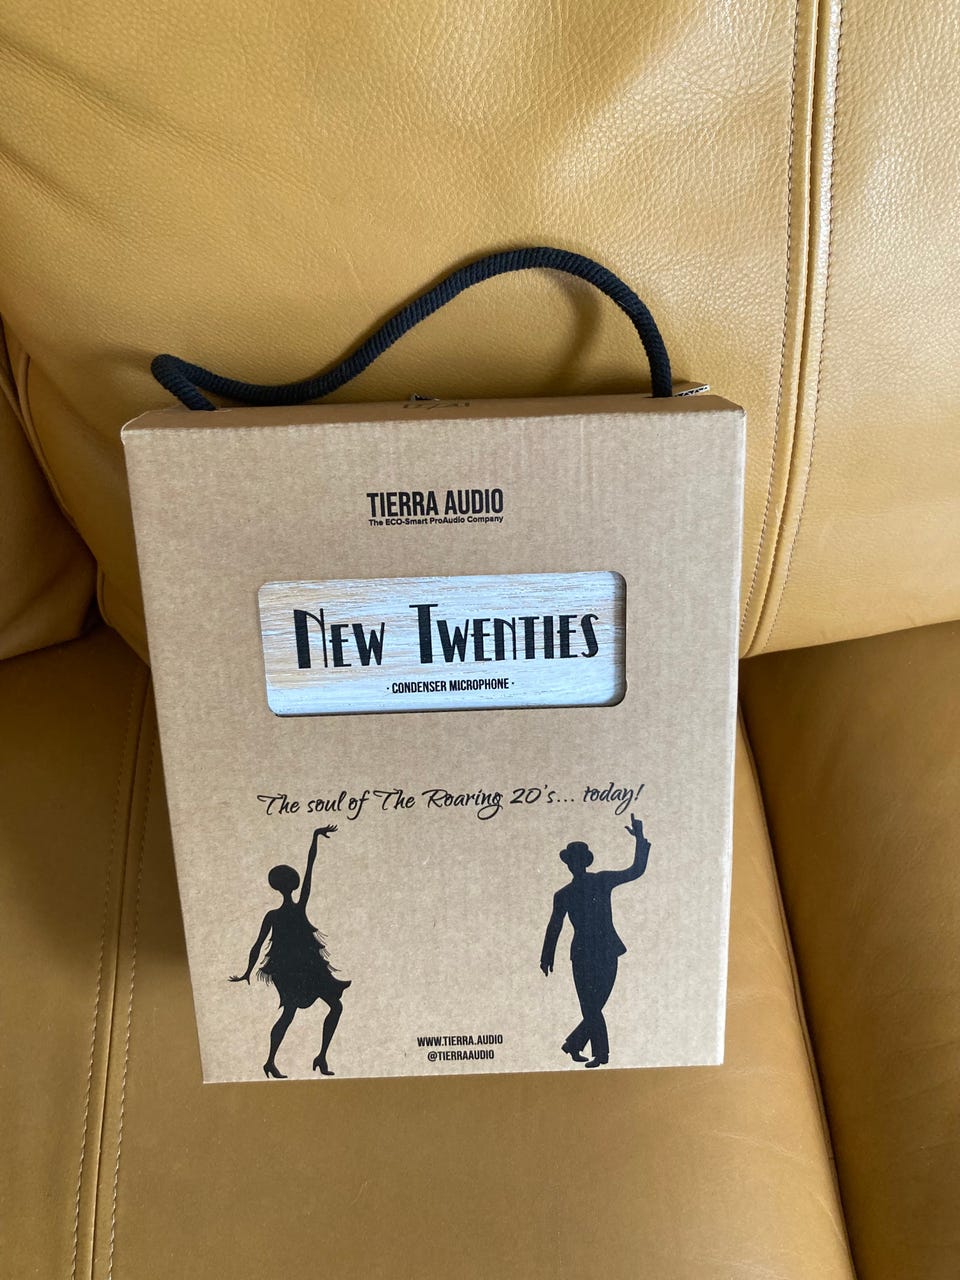 TIERRA AUDIO
The ECO-Smart ProAudio Company
NEW TWENTIES
· CONDENSER MICROPHONE ·
The soul of The Roaring 20's... today!
WWW.TIERRA.AUDIO
@TIERRAAUDIO